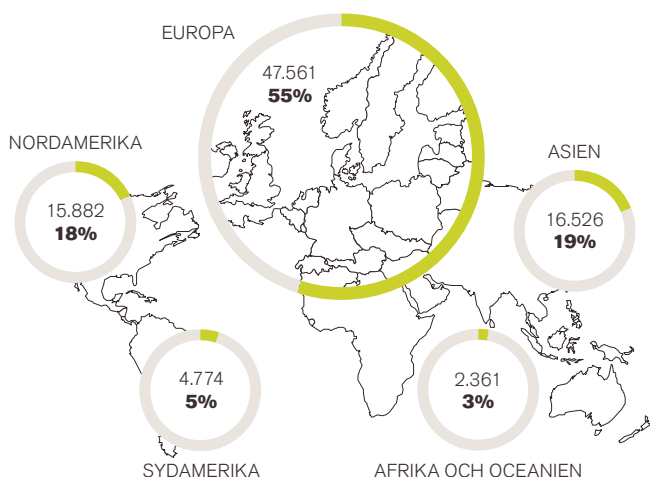 EUROPA
47.561
55%
NORDAMERIKA
15.882
18%
ASIEN
16.526
19%
4.774
5%
SYDAMERIKA
2.361
3%
AFRIKA OCH OCEANIEN